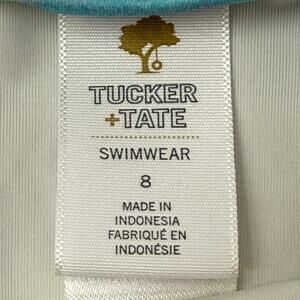 TUCKER
+TATE
SWIMWEAR
8
MADE IN
INDONESIA
FABRIQUÉ EN
INDONÉSIE